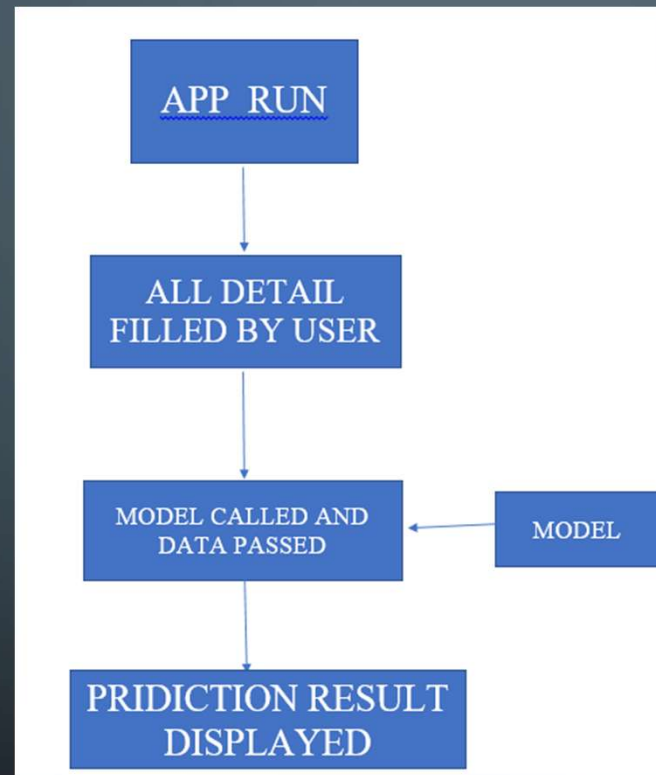 APP RUN
ALL DETAIL
FILLED BY USER
MODEL CALLED AND
DATA PASSED
MODEL
PRIDICTION RESULT
DISPLAYED